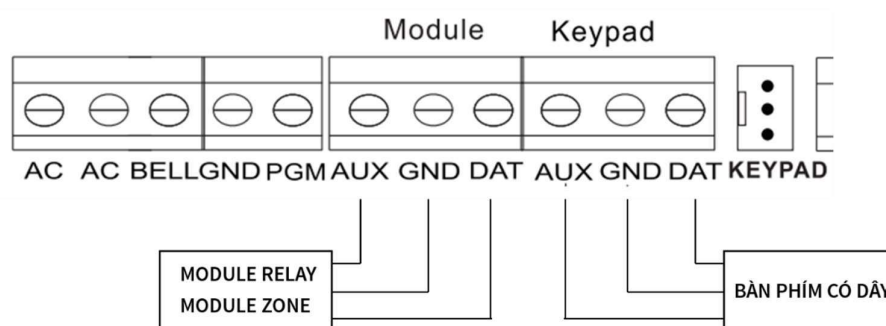 Module Keypad
AC AC BELL GND PGM AUX GND DAT AUX GND DAT KEYPAD
MODULE RELAY
MODULE ZONE
BÀN PHÍM CÓ DÂY